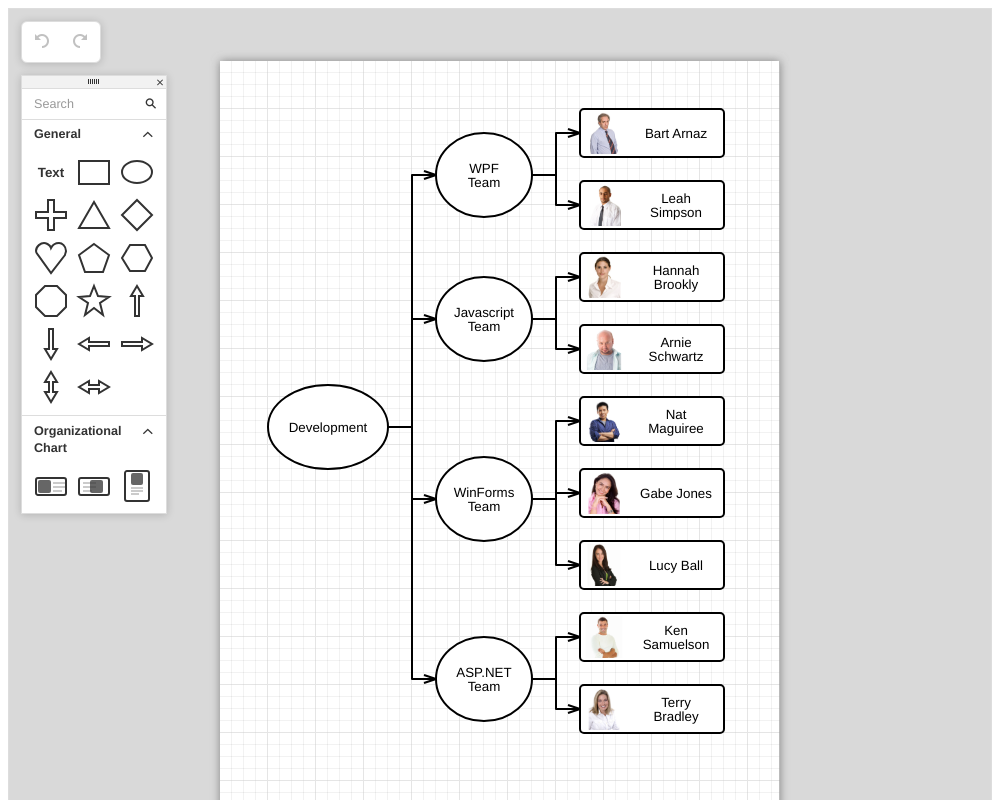 Search
General
Text
Organizational
Chart
Development
WPF
Team
Javascript
Team
WinForms
Team
ASP.NET
Team
Bart Arnaz
Leah
Simpson
Hannah
Brookly
Arnie
Schwartz
Nat
Maguiree
Gabe Jones
Lucy Ball
Ken
Samuelson
Terry
Bradley